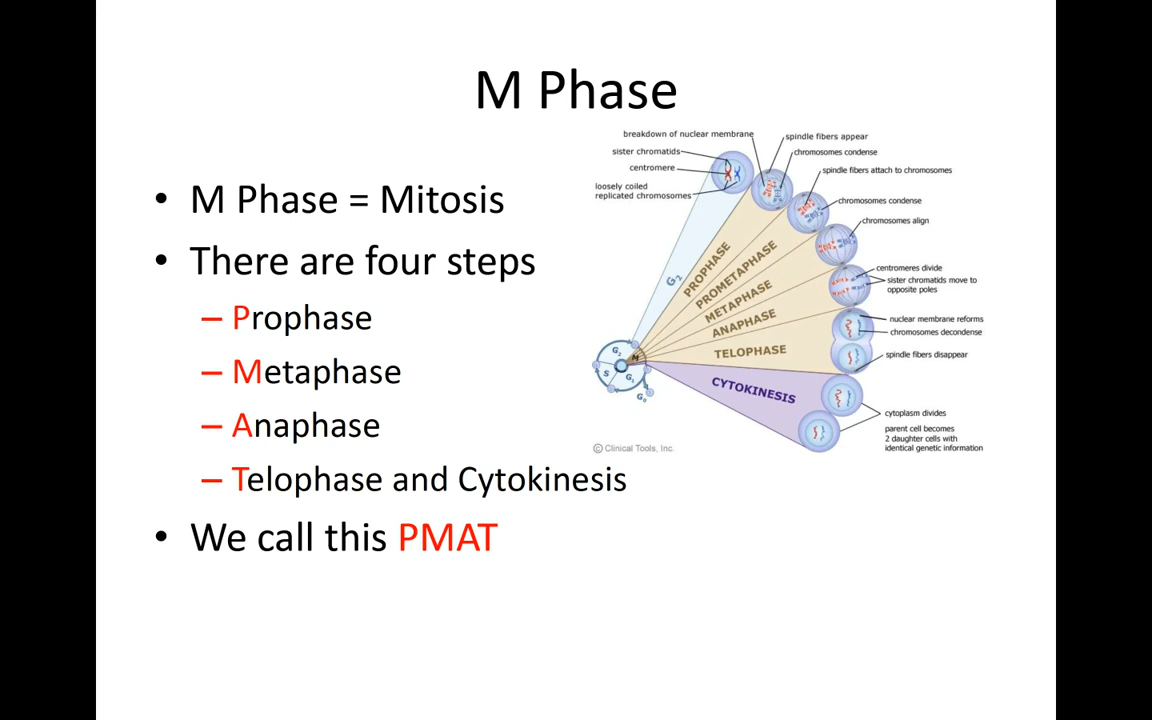 M Phase
• M Phase = Mitosis
• There are four steps
– Prophase
– Metaphase
– Anaphase
– Telophase and Cytokinesis
• We call this PMAT
breakdown of nuclear membrane
sister chromatids
centromere
loosely coiled
replicated chromosomes
spindle fibers appear
chromosomes condense
spindle fibers attach to chromosomes
chromosomes condense
chromosomes align
centromeres divide
sister chromatids move to
opposite poles
nuclear membrane reforms
chromosomes decondense
spindle fibers disappear
cytoplasm divides
parent cell becomes
2 daughter cells with
identical genetic information
G2
PROPHASE
PROMETAPHASE
METAPHASE
ANAPHASE
TELOPHASE
CYTOKINESIS
G2
M
S
G1
G0
© Clinical Tools, Inc.